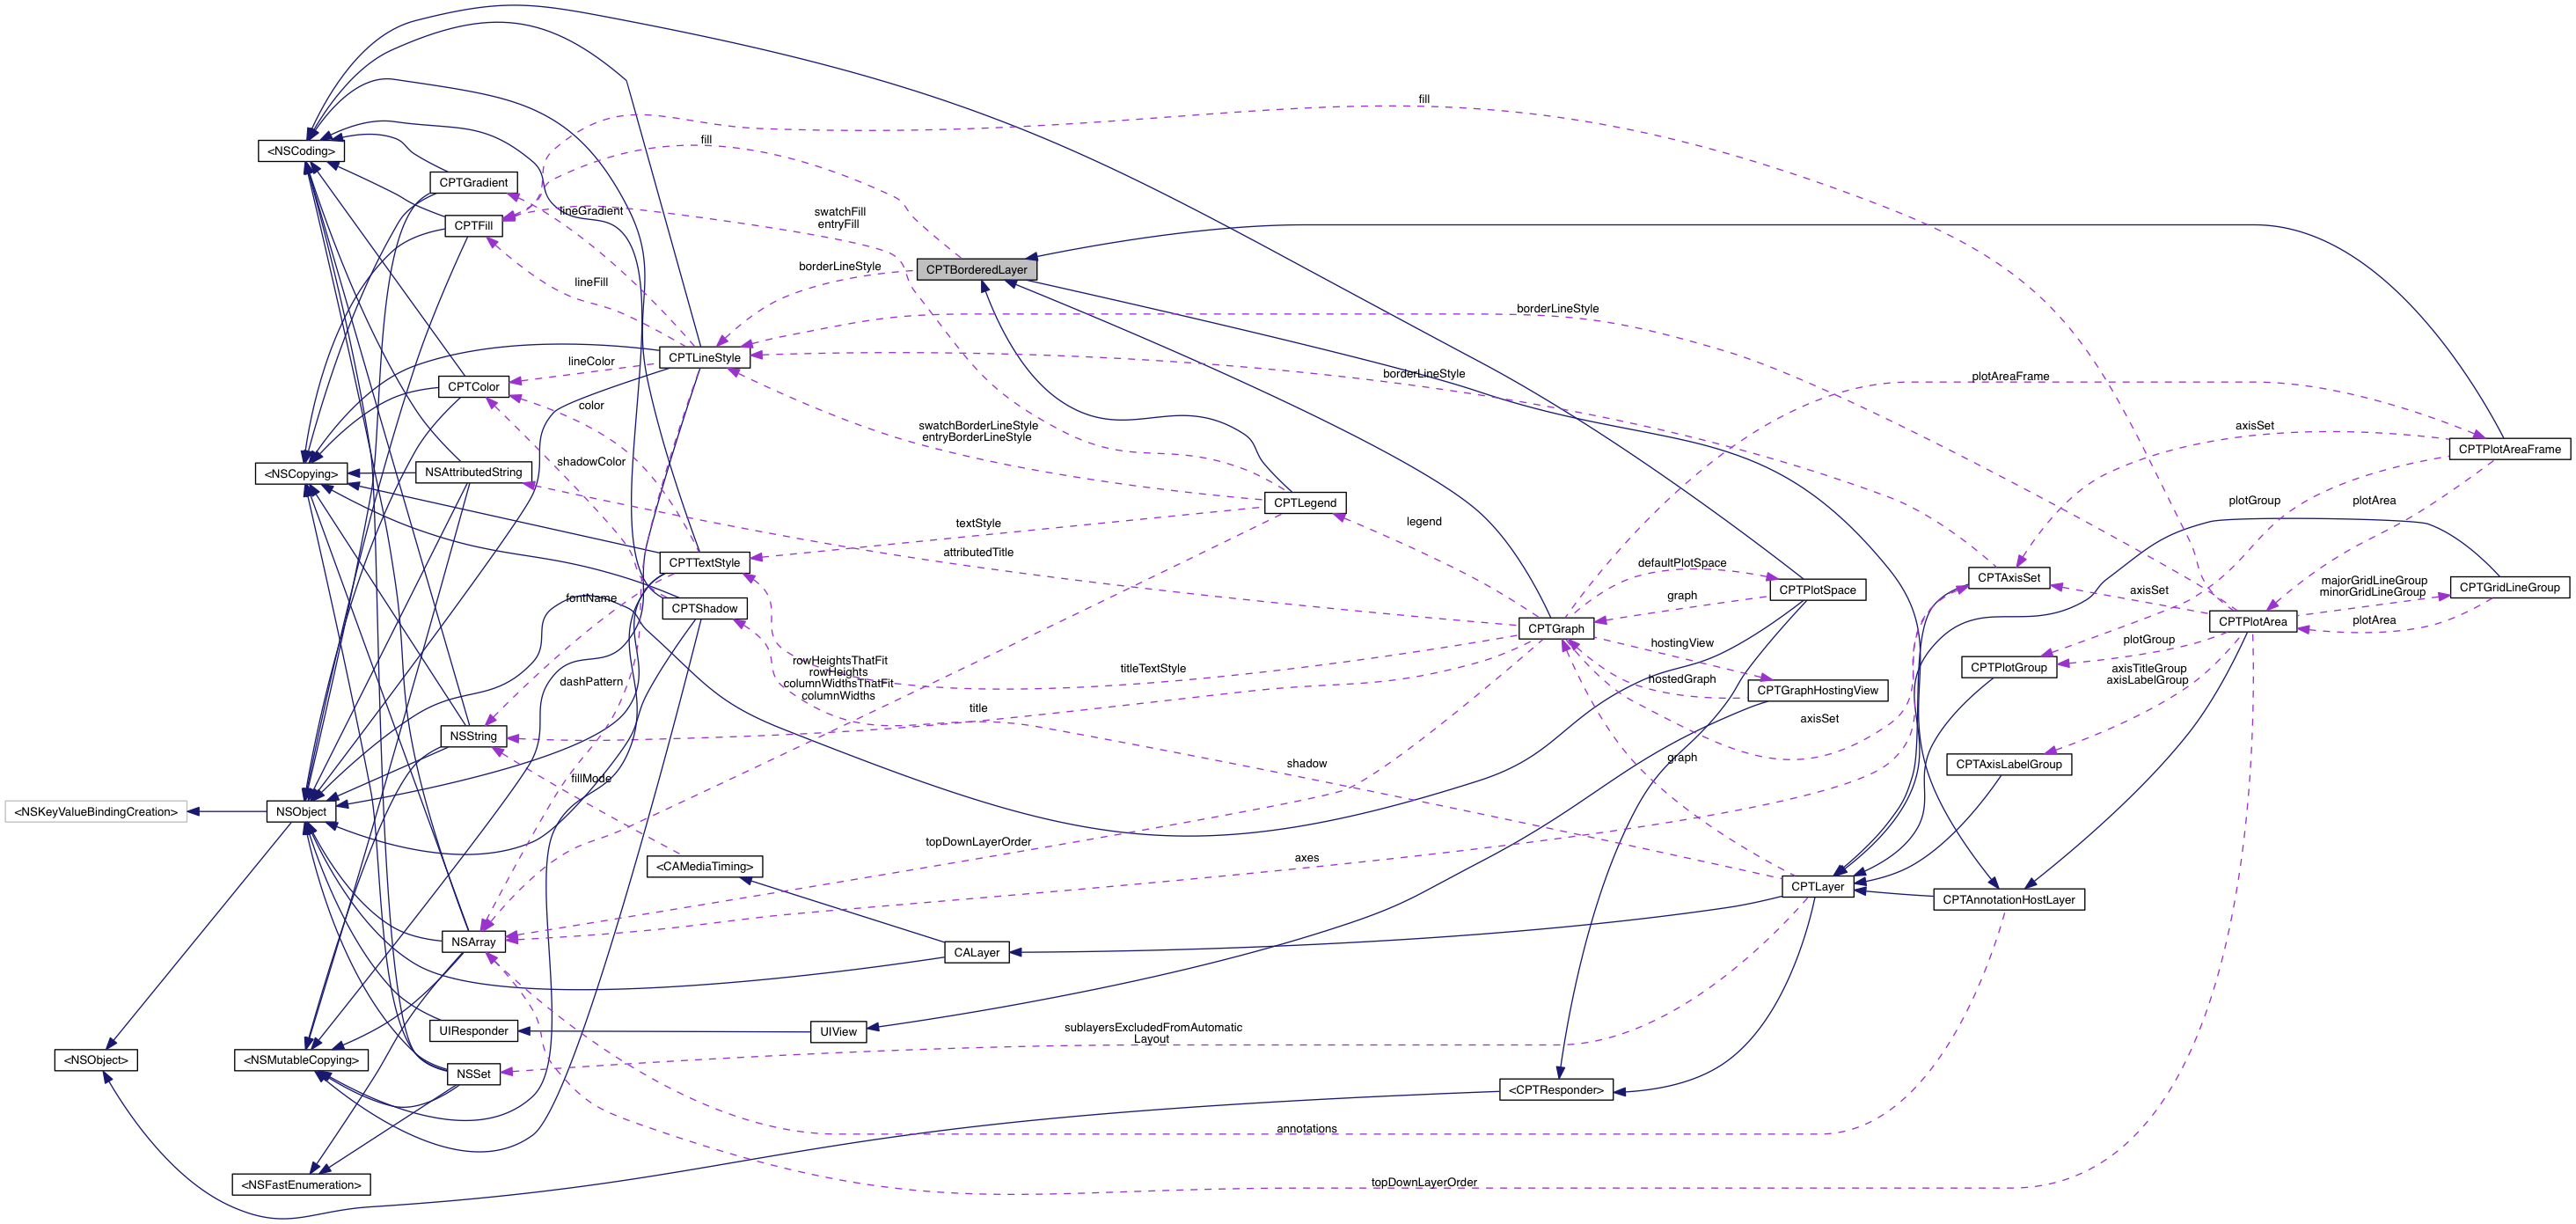 fill
fill
<NSCoding>
CPTGradient
lineGradient
swatchFill
entryFill
CPTFill
borderLineStyle
CPTBorderedLayer
lineFill
borderLineStyle
CPTLineStyle
lineColor
borderLineStyle
plotAreaFrame
CPTColor
color
swatchBorderLineStyle
entryBorderLineStyle
axisSet
CPTPlotAreaFrame
shadowColor
<NSCopying>
NSAttributedString
CPTLegend
plotGroup
plotArea
textStyle
legend
attributedTitle
CPTTextStyle
defaultPlotSpace
CPTPlotSpace
CPTAxisSet
axisSet
majorGridLineGroup
minorGridLineGroup
CPTGridLineGroup
fontName
CPTShadow
graph
CPTGraph
CPTPlotArea
plotArea
hostingView
plotGroup
rowHeightsThatFit
rowHeights
columnWidthsThatFit
columnWidths
titleTextStyle
hostedGraph
CPTPlotGroup
axisTitleGroup
axisLabelGroup
dashPattern
CPTGraphHostingView
title
axisSet
NSString
shadow
graph
CPTAxisLabelGroup
fillMode
<NSKeyValueBindingCreation>
NSObject
topDownLayerOrder
axes
<CAMediaTiming>
CPTLayer
CPTAnnotationHostLayer
NSArray
CALayer
UIResponder
UIView
sublayersExcludedFromAutomatic
Layout
<NSObject>
<NSMutableCopying>
NSSet
<CPTResponder>
annotations
<NSFastEnumeration>
topDownLayerOrder